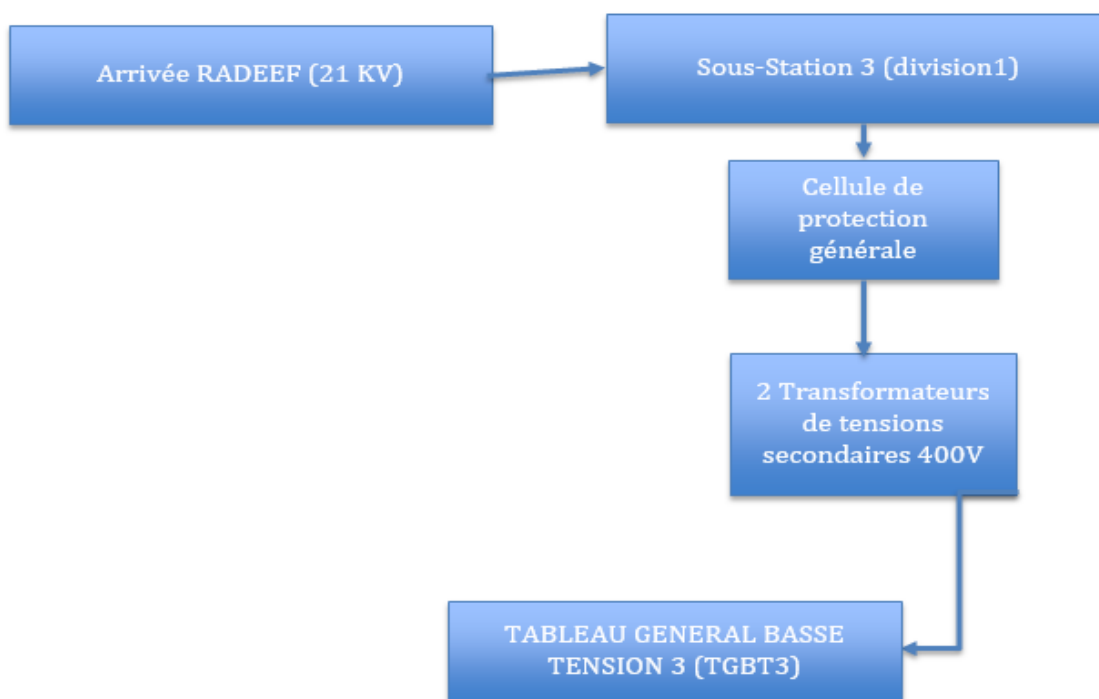 Arrivée RADEEF (21 KV)
Sous-Station 3 (division1)
Cellule de
protection
générale
2 Transformateurs
de tensions
secondaires 400V
TABLEAU GENERAL BASSE
TENSION 3 (TGBT3)